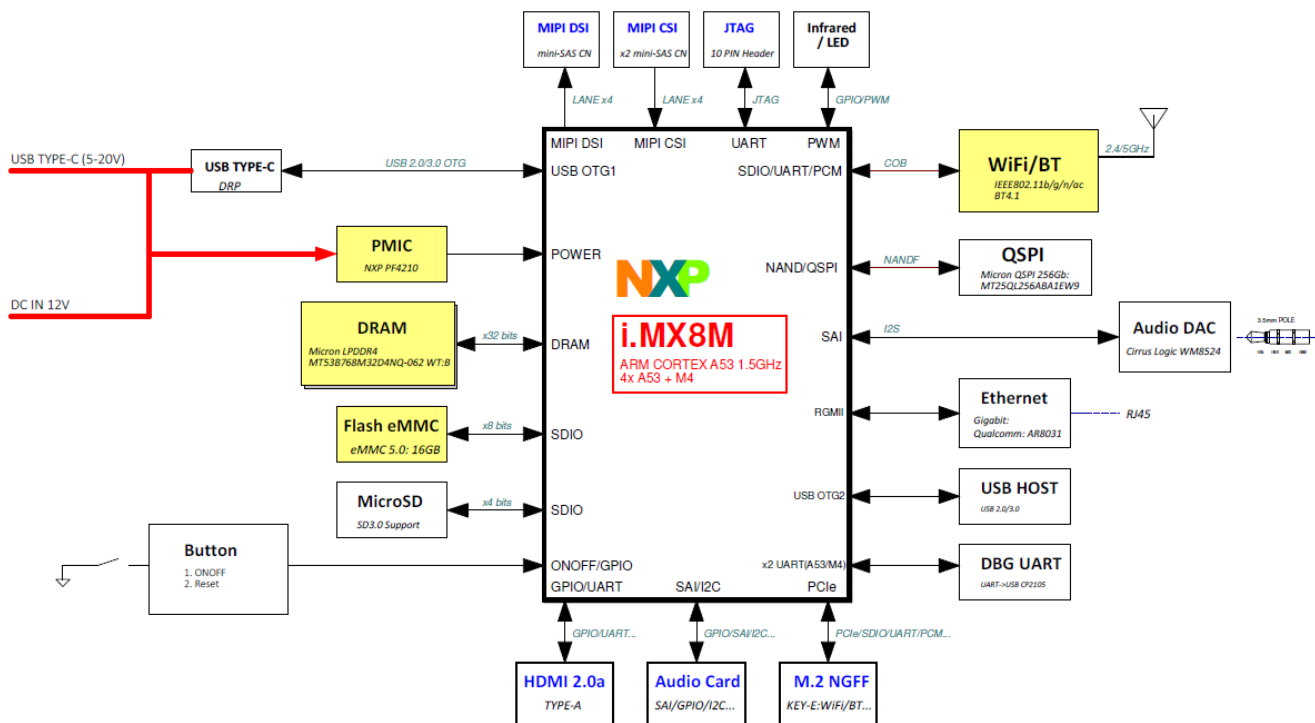 MIPI DSI
mini-SAS CN
MIPI CSI
x2 mini-SAS CN
JTAG
10 PIN Header
Infrared
/ LED
LANE x4
LANE x4
JTAG
GPIO/PWM
USB TYPE-C (5-20V)
USB TYPE-C
DRP
USB 2.0/3.0 OTG
MIPI DSI
MIPI CSI
UART
PWM
USB OTG1
SDIO/UART/PCM
COB
WiFi/BT
IEEE802.11b/g/n/ac
BT4.1
2.4/5GHz
PMIC
NXP PF4210
POWER
NXP
NAND/QSPI
NANDF
QSPI
Micron QSPI 256Gb:
MT25QL256ABA1EW9
DC IN 12V
DRAM
Micron LPDDR4
MT53B768M32D4NQ-062 WT:B
x32 bits
DRAM
i.MX8M
ARM CORTEX A53 1.5GHz
4x A53 + M4
SAI
I2S
Audio DAC
Cirrus Logic WM8524
3.5mm POLE
Flash eMMC
eMMC 5.0: 16GB
x8 bits
SDIO
RGMII
Ethernet
Gigabit:
Qualcomm: AR8031
RJ45
MicroSD
SD3.0 Support
x4 bits
SDIO
USB OTG2
USB HOST
USB 2.0/3.0
Button
1. ONOFF
2. Reset
ONOFF/GPIO
x2 UART(A53/M4)
DBG UART
UART->USB CP2105
GPIO/UART
SAI/I2C
PCIe
GPIO/UART...
GPIO/SAI/I2C...
PCIe/SDIO/UART/PCM...
HDMI 2.0a
TYPE-A
Audio Card
SAI/GPIO/I2C...
M.2 NGFF
KEY-E:WiFi/BT...